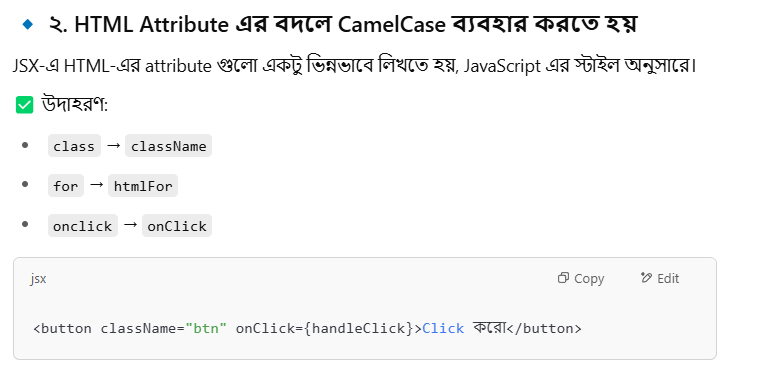 ২. HTML Attribute এর বদলে CamelCase ব্যবহার করতে হয়
JSX-এ HTML-এর attribute গুলো একটু ভিন্নভাবে লিখতে হয়, JavaScript এর স্টাইল অনুসারে।
✅ উদাহরণ:
• class → className
• for → htmlFor
• onclick → onClick
jsx Copy Edit
<button className="btn" onClick={handleClick}>Click করো</button>